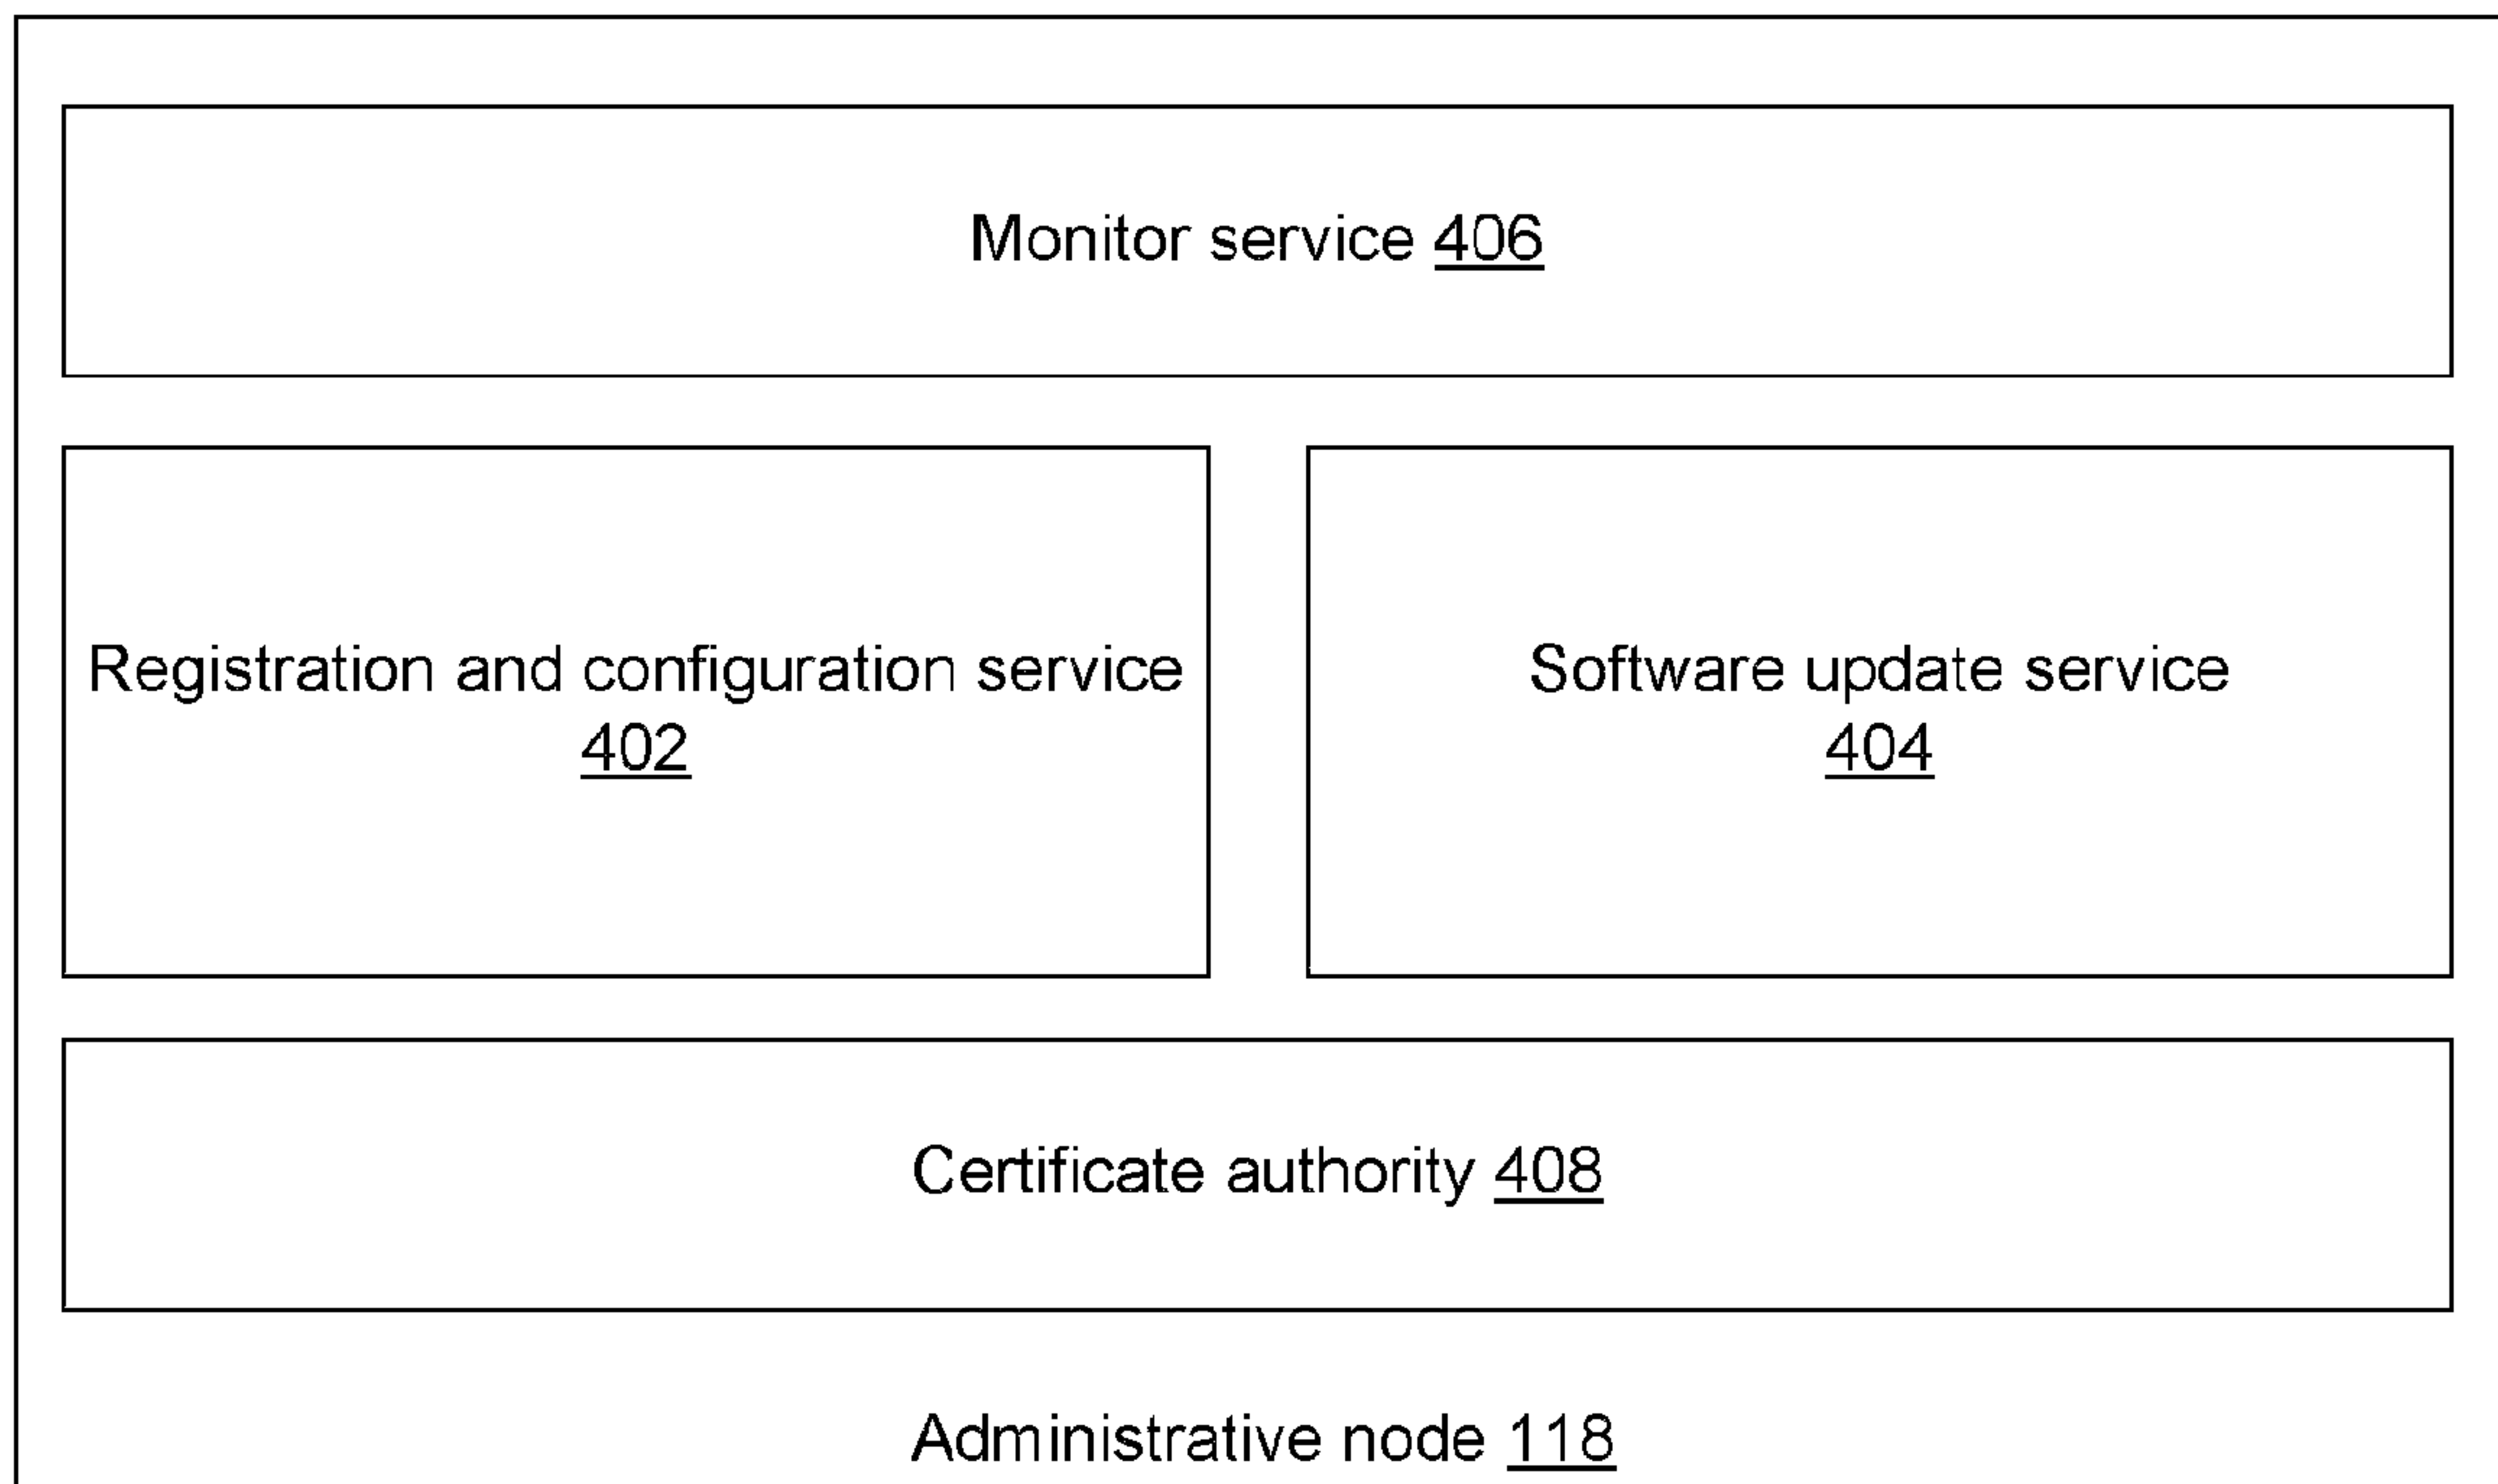 Monitor service 406
Registration and configuration service
402
Software update service
404
Certificate authority 408
Administrative node 118